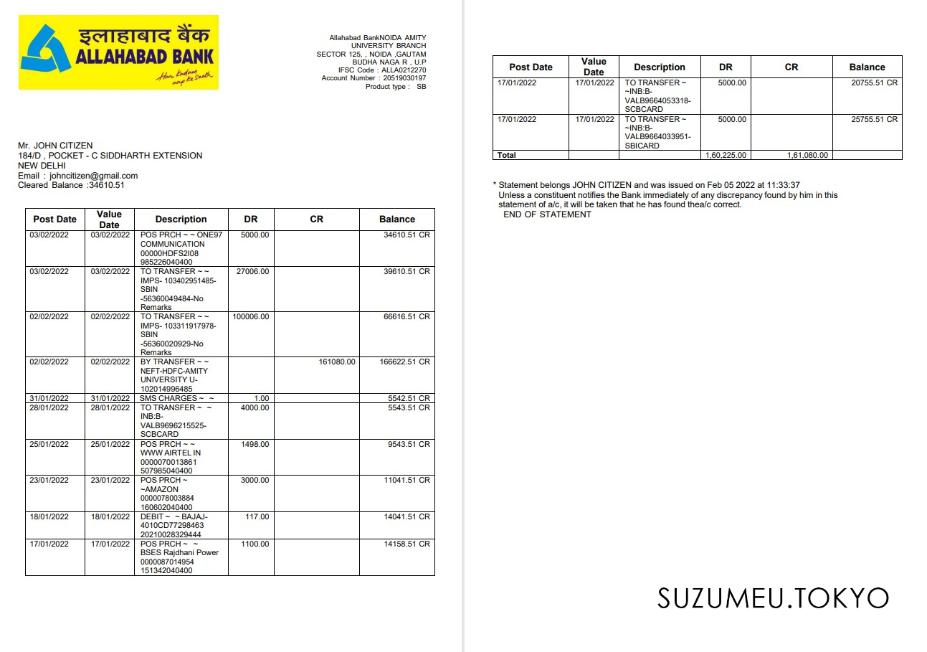 इलाहाबाद बैंक
ALLAHABAD BANK
Allahabad BankNOIDA AMITY
UNIVERSITY BRANCH
SECTOR 125, , NOIDA ,GAUTAM
BUDHA NAGA R , U.P
IFSC Code : ALLA0212270
Account Number : 20519030197
Product type : SB
Mr. JOHN CITIZEN
184/D , POCKET - C SIDDHARTH EXTENSION
NEW DELHI
Email : johncitizen@gmail.com
Cleared Balance :34610.51
Post Date Value Date Description DR CR Balance
03/02/2022 03/02/2022 POS PRCH ~ ~ ONE97 5000.00 34610.51 CR
COMMUNICATION
00000HDFS2I08
985226040400
03/02/2022 03/02/2022 TO TRANSFER ~ ~ 27006.00 39610.51 CR
IMPS- 103402951485-
SBIN
-56360049484-No
Remarks
02/02/2022 02/02/2022 TO TRANSFER ~ ~ 100006.00 66616.51 CR
IMPS- 103311917978-
SBIN
-56360020929-No
Remarks
02/02/2022 02/02/2022 BY TRANSFER ~ ~ 161080.00 166622.51 CR
NEFT-HDFC-AMITY
UNIVERSITY U-
102014996485
31/01/2022 31/01/2022 SMS CHARGES ~ ~ 1.00 5542.51 CR
28/01/2022 28/01/2022 TO TRANSFER ~ ~ 4000.00 5543.51 CR
INB:B-
VALB9696215525-
SCBCARD
25/01/2022 25/01/2022 POS PRCH ~ ~ 1498.00 9543.51 CR
WWW AIRTEL IN
0000070013861
507985040400
23/01/2022 23/01/2022 POS PRCH ~ 3000.00 11041.51 CR
~AMAZON
0000078003884
160602040400
18/01/2022 18/01/2022 DEBIT ~ ~ BAJAJ- 117.00 14041.51 CR
4010CD77298463
20210028329444
17/01/2022 17/01/2022 POS PRCH ~ ~ 1100.00 14158.51 CR
BSES Rajdhani Power
0000087014954
151342040400
Post Date Value Date Description DR CR Balance
17/01/2022 17/01/2022 TO TRANSFER ~ 5000.00 20755.51 CR
~INB:B-
VALB9664053318-
SCBCARD
17/01/2022 17/01/2022 TO TRANSFER ~ 5000.00 25755.51 CR
~INB:B-
VALB9664033951-
SBICARD
Total 1,60,225.00 1,61,080.00
* Statement belongs JOHN CITIZEN and was issued on Feb 05 2022 at 11:33:37
Unless a constituent notifies the Bank immediately of any discrepancy found by him in this
statement of a/c, it will be taken that he has found thea/c correct.
END OF STATEMENT
SUZUMEU.TOKYO